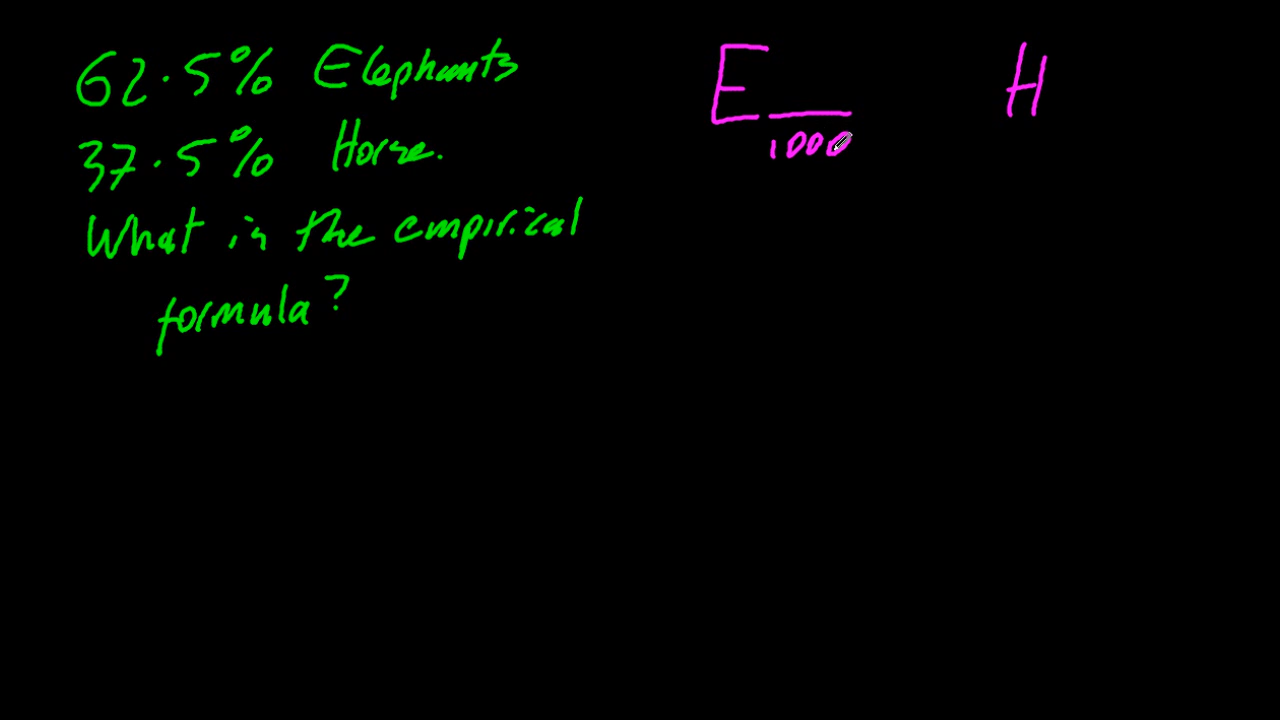 62.5% Elephants
37.5% Horse.
What is the empirical
formula?
E H
1000